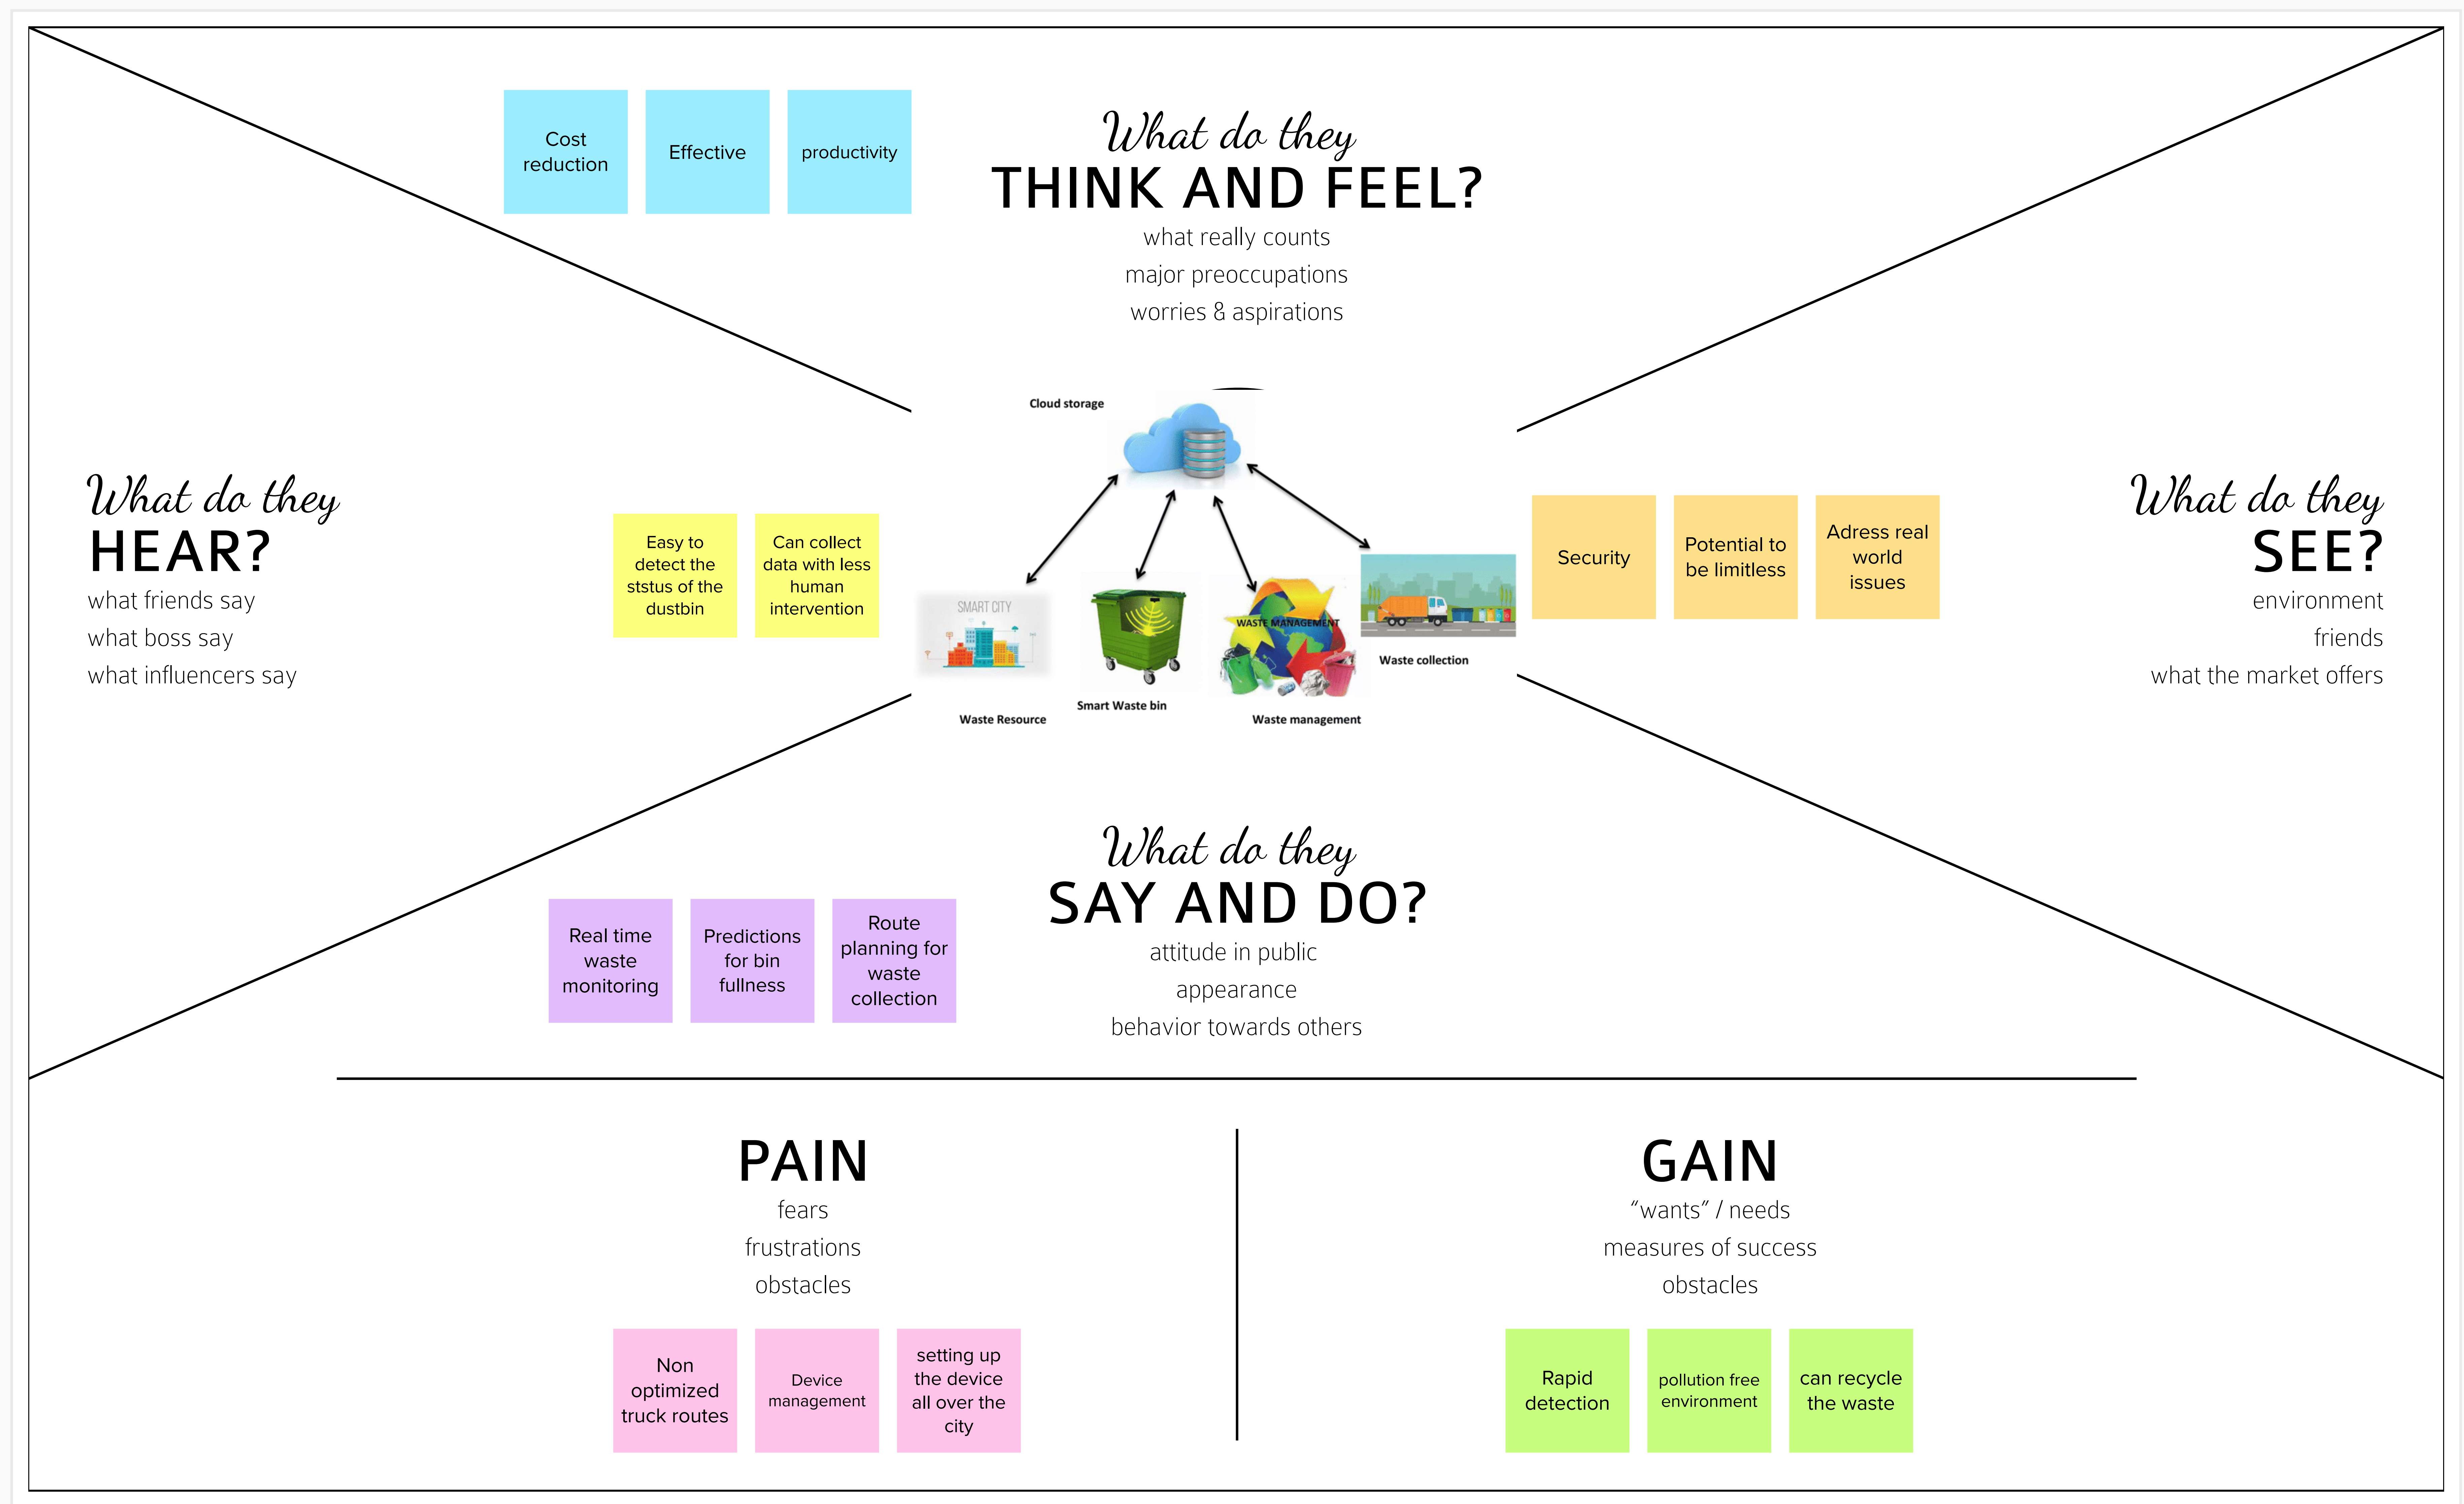 Cost
reduction
Effective
productivity
What do they
THINK AND FEEL?
what really counts
major preoccupations
worries & aspirations
What do they
HEAR?
what friends say
what boss say
what influencers say
Easy to
detect the
ststus of the
dustbin
Can collect
data with less
human
intervention
Cloud storage
SMART CITY
WASTE MANAGEMENT
Waste collection
Smart Waste bin
Waste Resource
Waste management
Security
Potential to
be limitless
Adress real
world
issues
What do they
SEE?
environment
friends
what the market offers
What do they
SAY AND DO?
attitude in public
appearance
behavior towards others
Real time
waste
monitoring
Predictions
for bin
fullness
Route
planning for
waste
collection
PAIN
fears
frustrations
obstacles
Non
optimized
truck routes
Device
management
setting up
the device
all over the
city
GAIN
“wants” / needs
measures of success
obstacles
Rapid
detection
pollution free
environment
can recycle
the waste